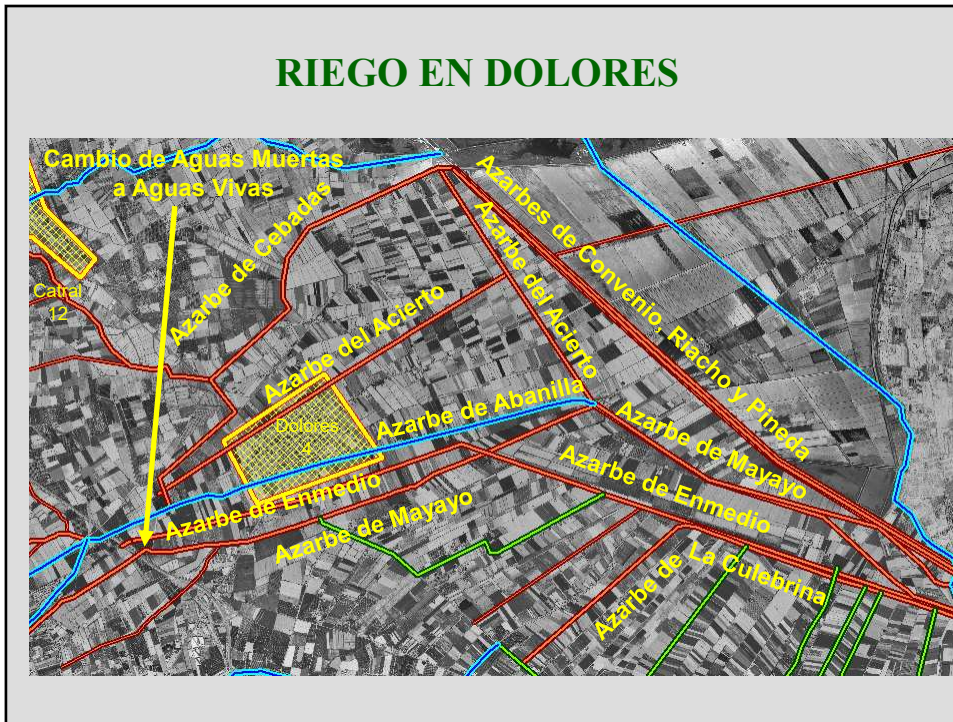 RIEGO EN DOLORES
Cambio de Aguas Muertas
a Aguas Vivas
Azarbe de Cebadas
Azarbes de Convenio, Riacho y Pineda
Azarbe del Acierto
Catral
12
Azarbe del Acierto
Dolores
4
Azarbe de Abanilla
Azarbe de Mayayo
Azarbe de Enmedio
Azarbe de Enmedio
Azarbe de Mayayo
Azarbe de La Culebrina